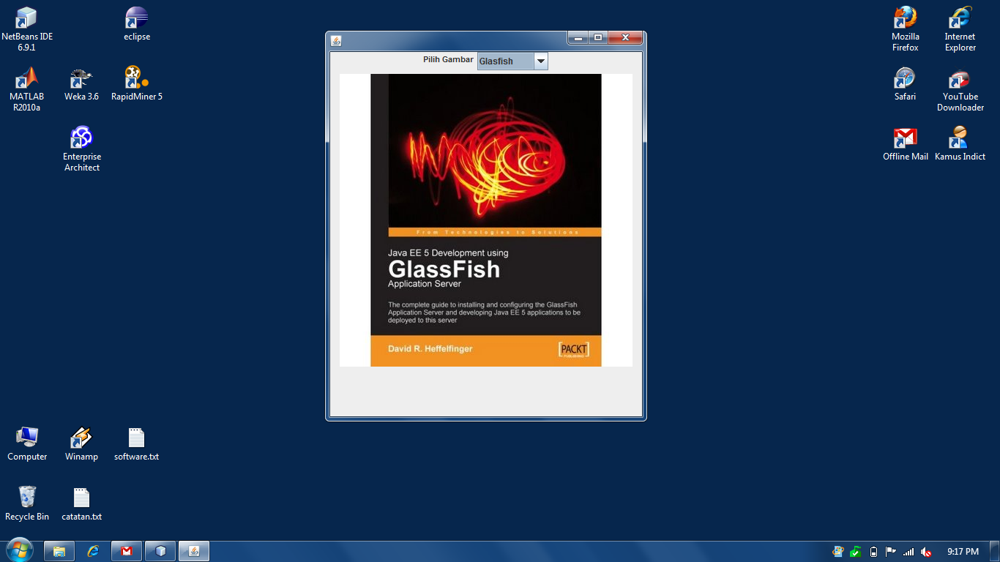 NetBeans IDE
6.9.1
eclipse
MATLAB
R2010a
Weka 3.6
RapidMiner 5
Enterprise
Architect
Pilih Gambar
Glasfish
From Technologies to Solutions
Java EE 5 Development using
GlassFish
Application Server
The complete guide to installing and configuring the GlassFish
Application Server and developing Java EE 5 applications to be
deployed to this server
David R. Heffelfinger
[PACKT]
PUBLISHING
Mozilla
Firefox
Internet
Explorer
Safari
YouTube
Downloader
Offline Mail
Kamus Indict
Computer
Winamp
software.txt
Recycle Bin
catatan.txt
9:17 PM